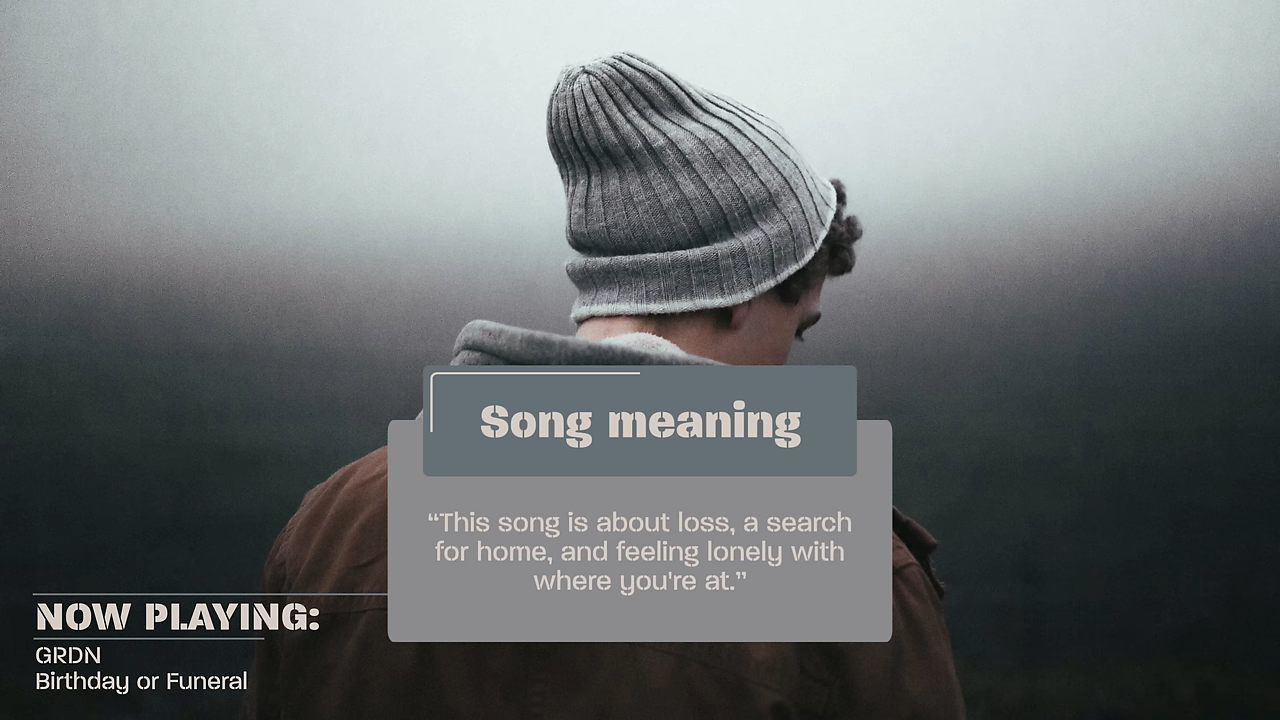 Song meaning
“This song is about loss, a search
for home, and feeling lonely with
where you're at.”
NOW PLAYING:
GRDN
Birthday or Funeral